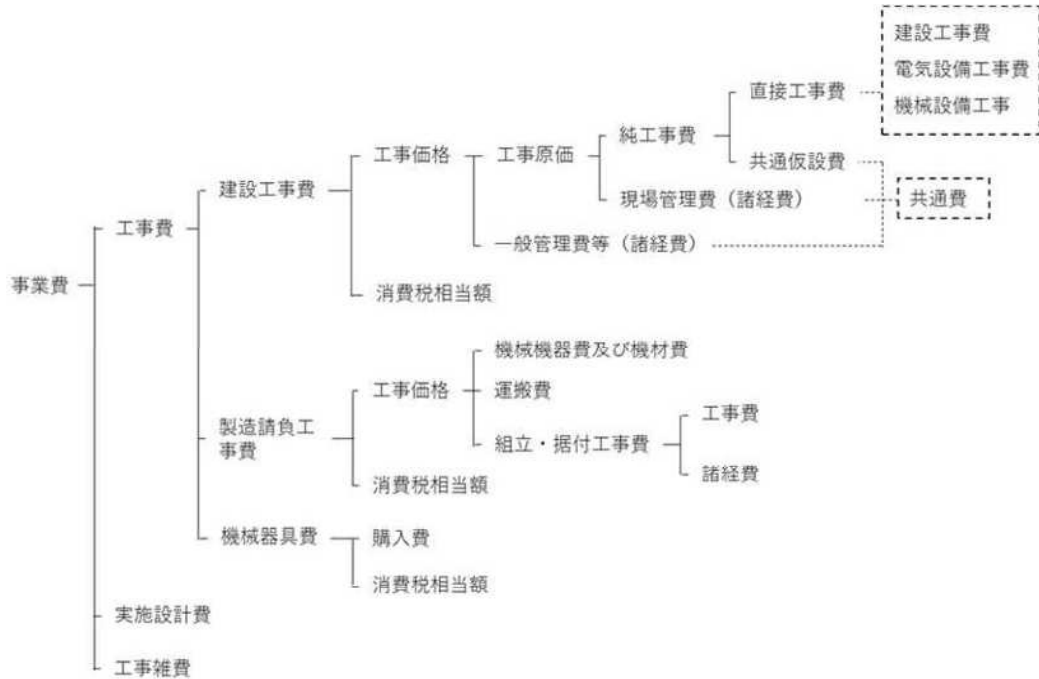 建設工事費
電気設備工事費
機械設備工事
直接工事費
純工事費
工事価格
工事原価
共通仮設費
建設工事費
現場管理費（諸経費）
共通費
工事費
一般管理費等（諸経費）
事業費
消費税相当額
機械機器費及び機材費
工事価格
運搬費
工事費
製造請負工
事費
組立・据付工事費
諸経費
消費税相当額
機械器具費
購入費
消費税相当額
実施設計費
工事雑費